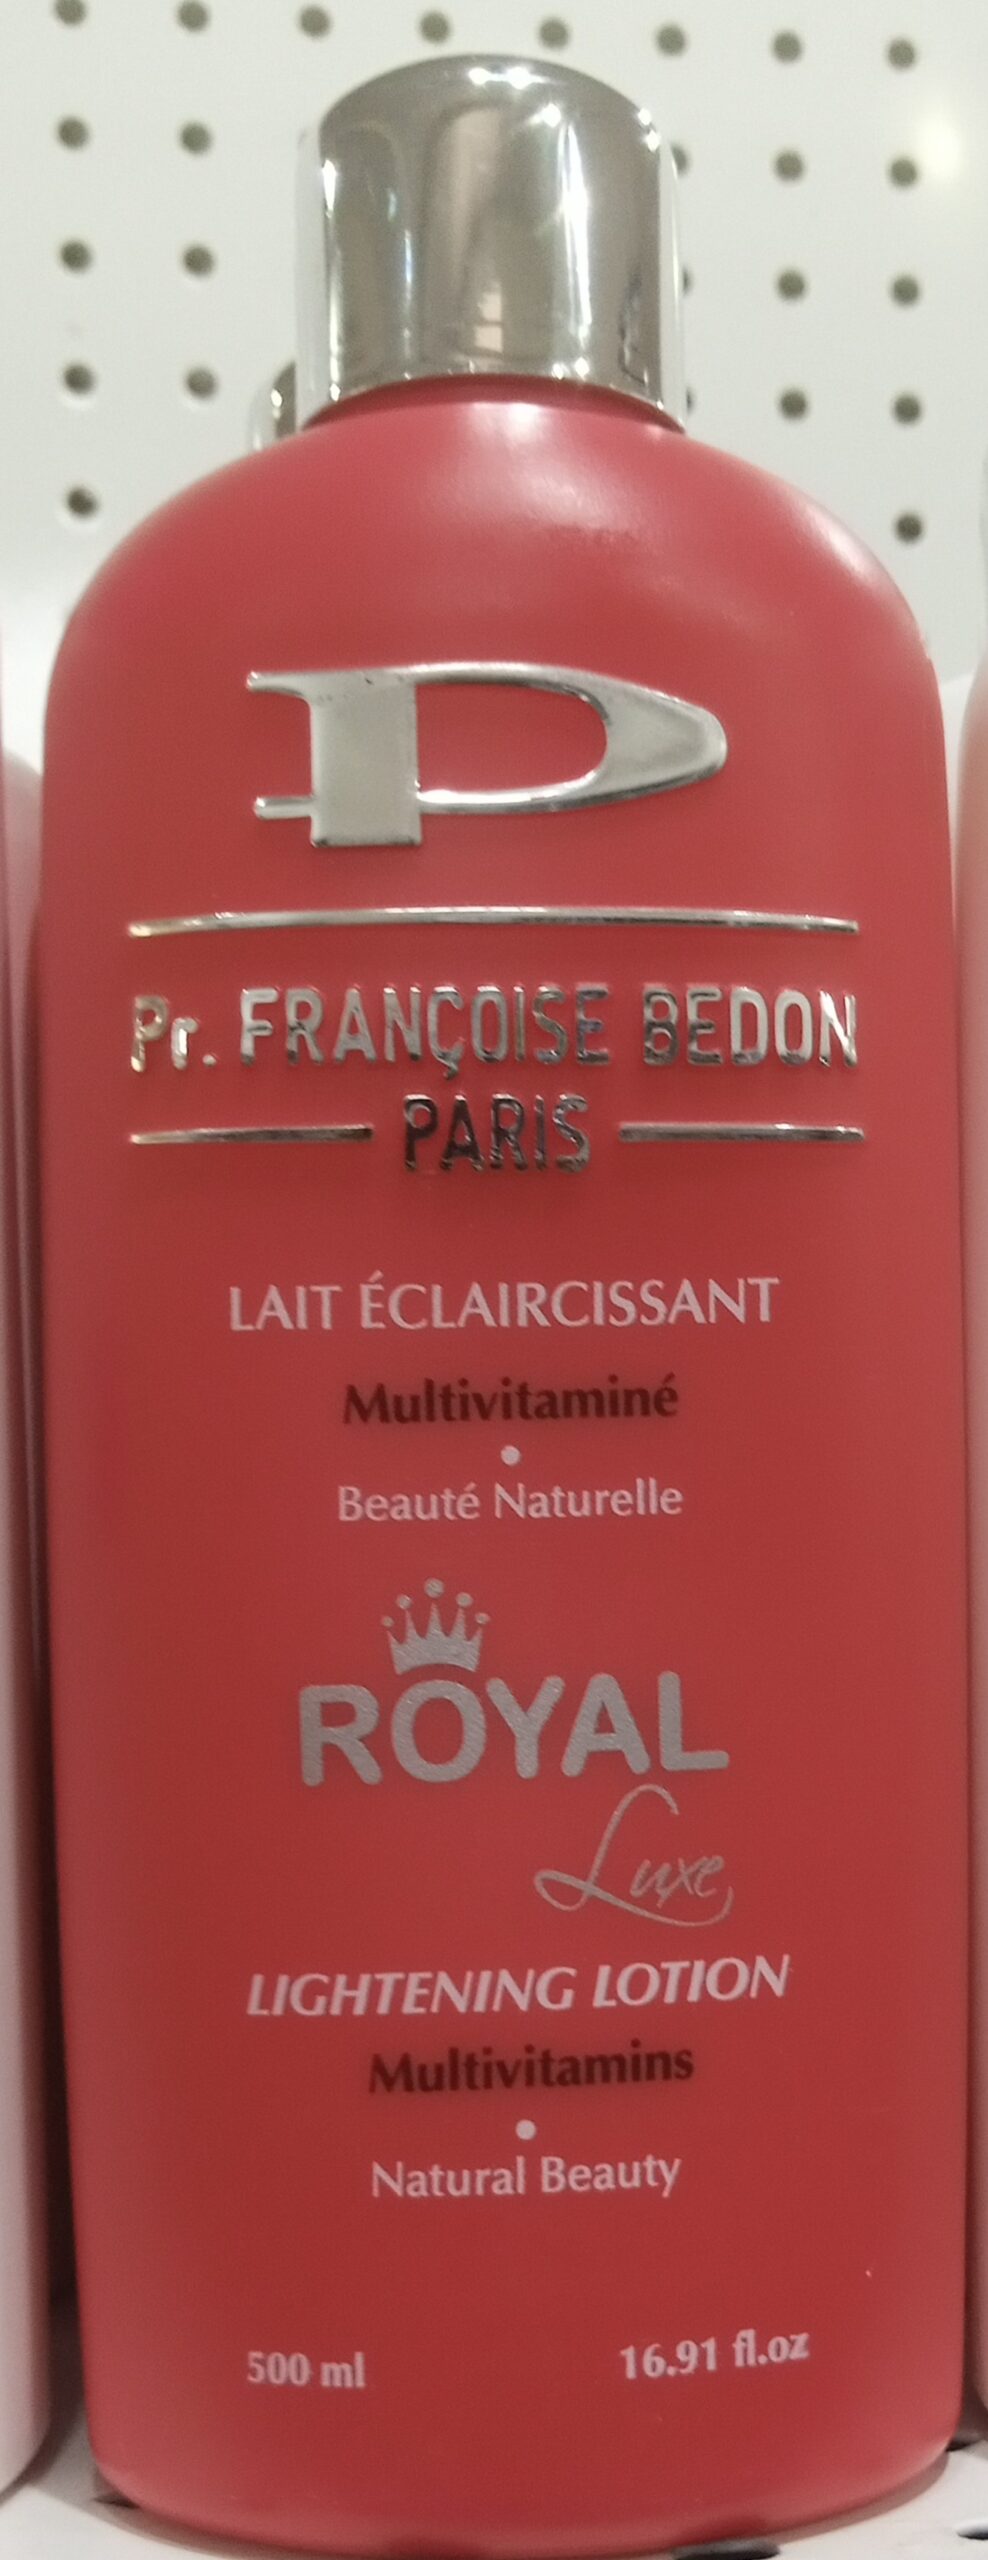 P
Pr. FRANÇOISE BEDON
PARIS
LAIT ÉCLAIRCISSANT
Multivitaminé
Beauté Naturelle
ROYAL
Luxe
LIGHTENING LOTION
Multivitamins
Natural Beauty
500 ml 16.91 fl.oz